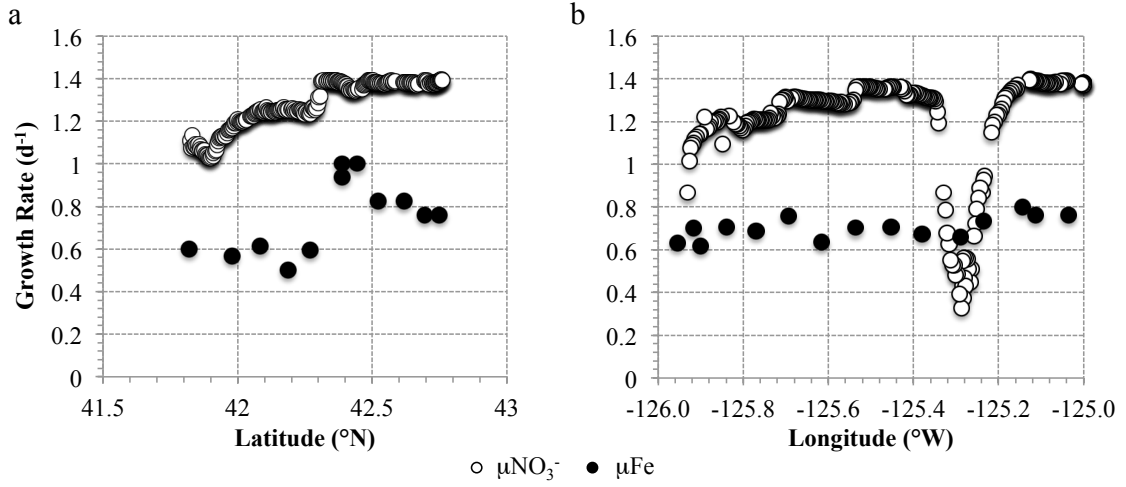 a
b
Growth Rate (d⁻¹)
1.6
1.4
1.2
1
0.8
0.6
0.4
0.2
0
41.5 42 42.5 43
Latitude (°N)
1.6
1.4
1.2
1
0.8
0.6
0.4
0.2
0
-126.0 -125.8 -125.6 -125.4 -125.2 -125.0
Longitude (°W)
μNO₃⁻ μFe